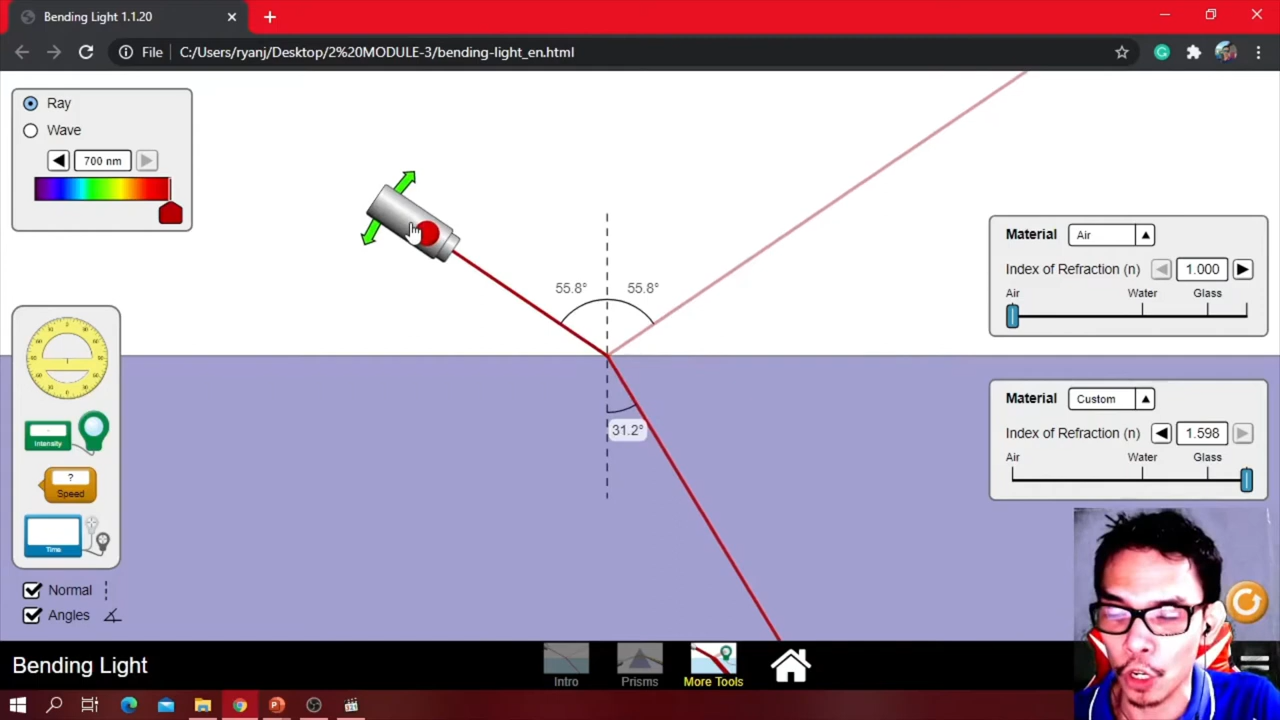 Bending Light 1.1.20
File
C:/Users/ryanj/Desktop/2%20MODULE-3/bending-light_en.html
Ray
Wave
700 nm
Material
Air
Index of Refraction (n)
1.000
Air
Water
Glass
55.8°
55.8°
Material
Custom
Index of Refraction (n)
1.598
Air
Water
Glass
31.2°
-
Intensity
?
Speed
Time
Normal
Angles
Bending Light
Intro
Prisms
More Tools